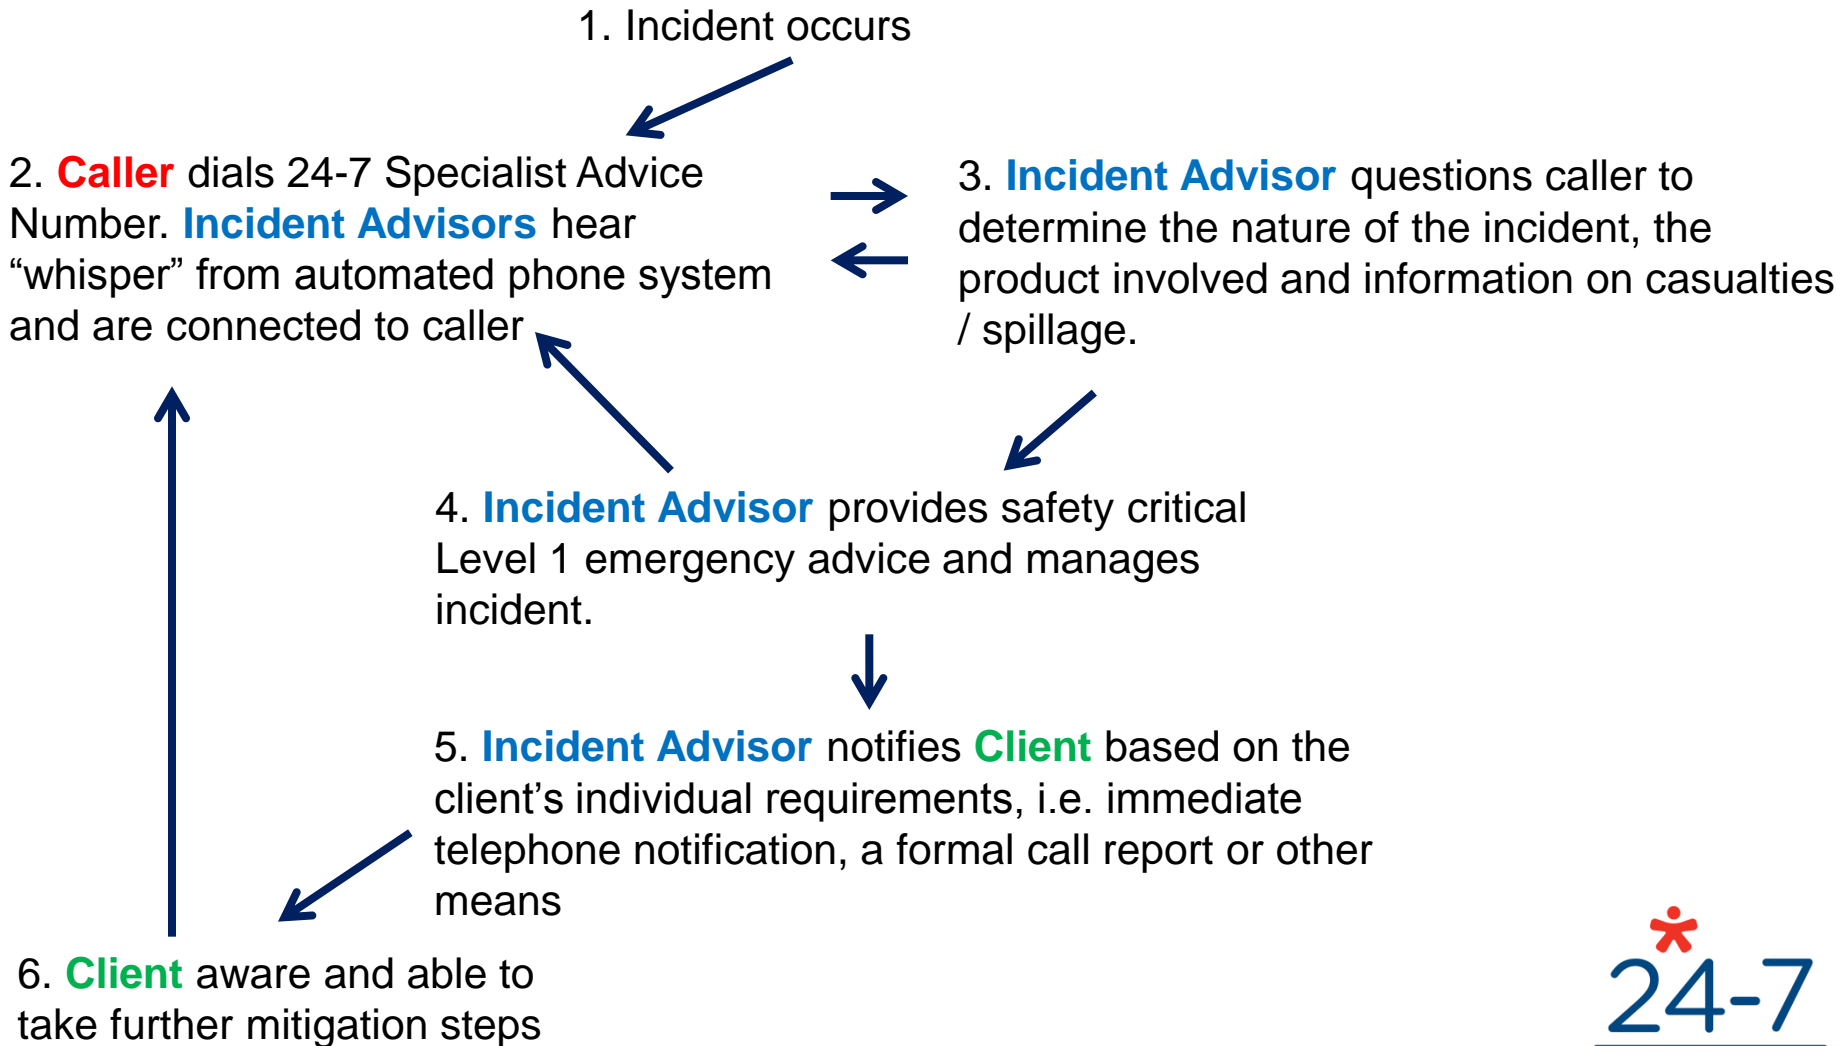 1. Incident occurs
2. Caller dials 24-7 Specialist Advice
Number. Incident Advisors hear
“whisper” from automated phone system
and are connected to caller
3. Incident Advisor questions caller to
determine the nature of the incident, the
product involved and information on casualties
/ spillage.
4. Incident Advisor provides safety critical
Level 1 emergency advice and manages
incident.
5. Incident Advisor notifies Client based on the
client’s individual requirements, i.e. immediate
telephone notification, a formal call report or other
means
6. Client aware and able to
take further mitigation steps
24-7